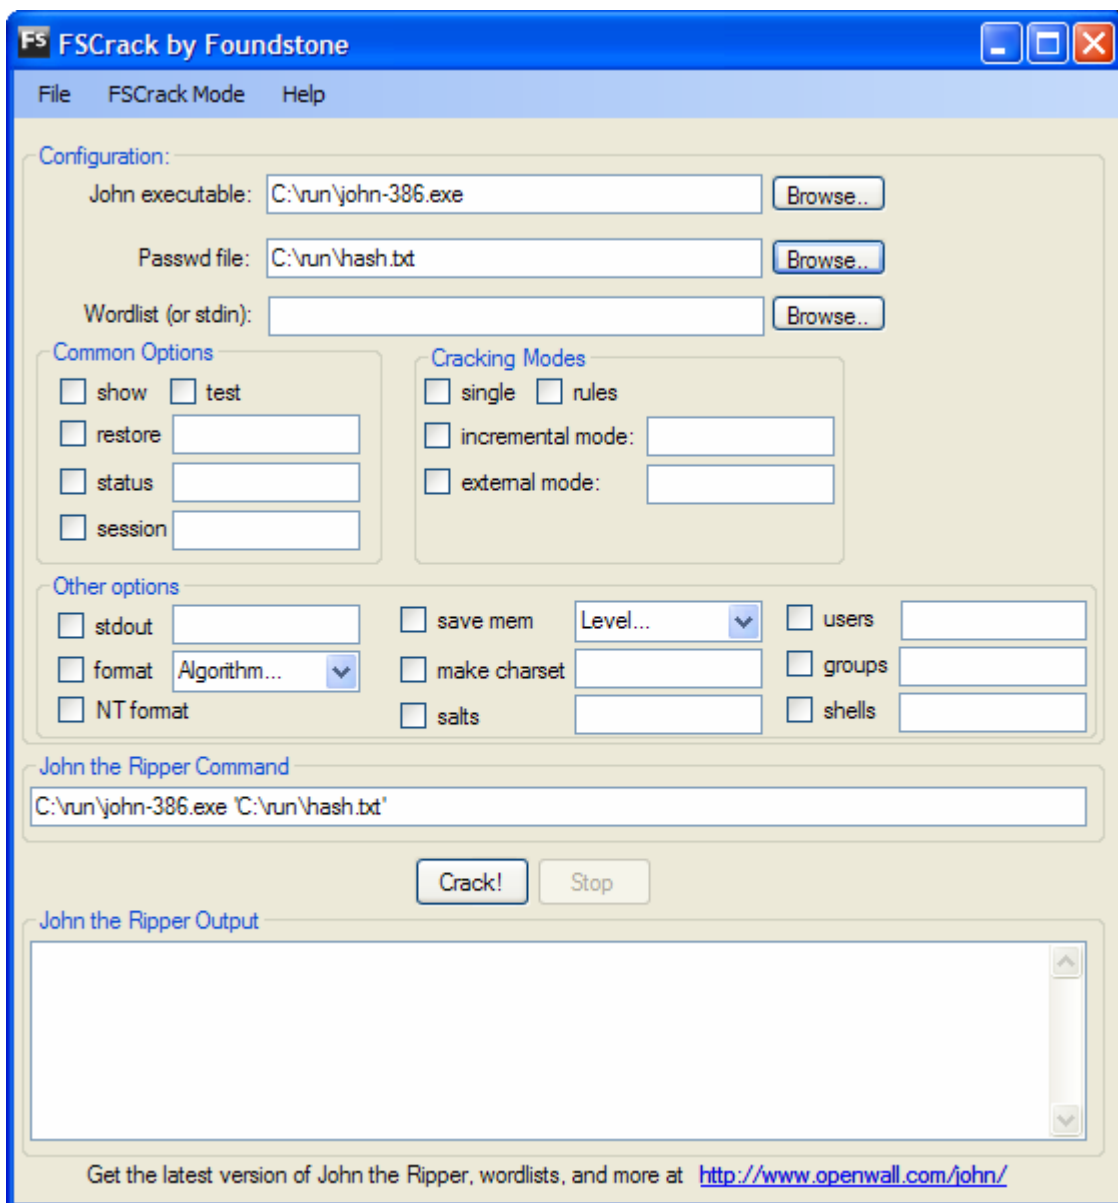 FS FSCrack by Foundstone
File FSCrack Mode Help
Configuration:
John executable: C:\run\john-386.exe Browse..
Passwd file: C:\run\hash.txt Browse..
Wordlist (or stdin): Browse..
Common Options
show test
restore
status
session
Cracking Modes
single rules
incremental mode:
external mode:
Other options
stdout save mem Level... users
format Algorithm... make charset groups
NT format salts shells
John the Ripper Command
C:\run\john-386.exe "C:\run\hash.txt"
Crack! Stop
John the Ripper Output
Get the latest version of John the Ripper, wordlists, and more at http://www.openwall.com/john/